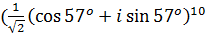 (1/√2 (cos 57° + i sin 57°)^10